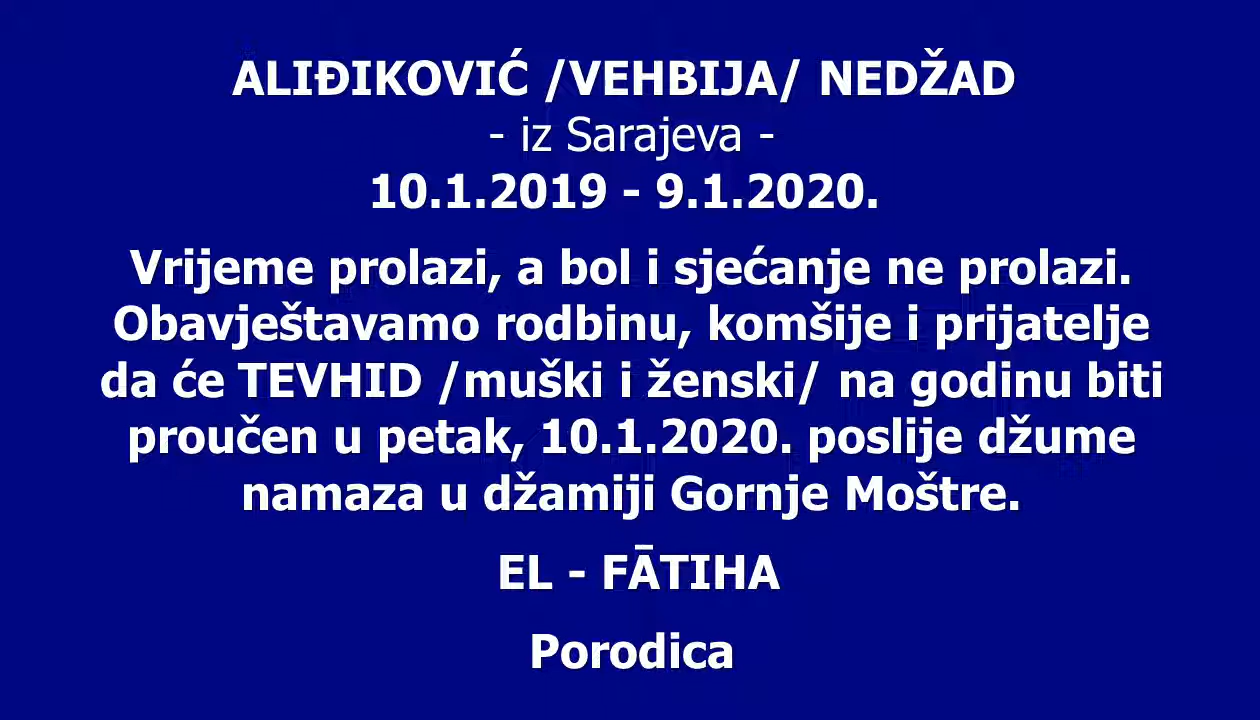 ALIĐIKOVIĆ /VEHBIJA/ NEDŽAD
- iz Sarajeva -
10.1.2019 - 9.1.2020.
Vrijeme prolazi, a bol i sjećanje ne prolazi.
Obavještavamo rodbinu, komšije i prijatelje
da će TEVHID /muški i ženski/ na godinu biti
proučen u petak, 10.1.2020. poslije džume
namaza u džamiji Gornje Moštre.
EL - FĀTIHA
Porodica